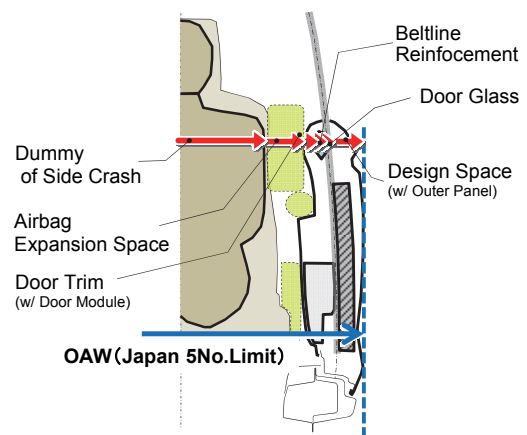 Beltline
Reinfocement
Door Glass
Dummy
of Side Crash
Design Space
(w/ Outer Panel)
Airbag
Expansion Space
Door Trim
(w/ Door Module)
OAW(Japan 5No.Limit)